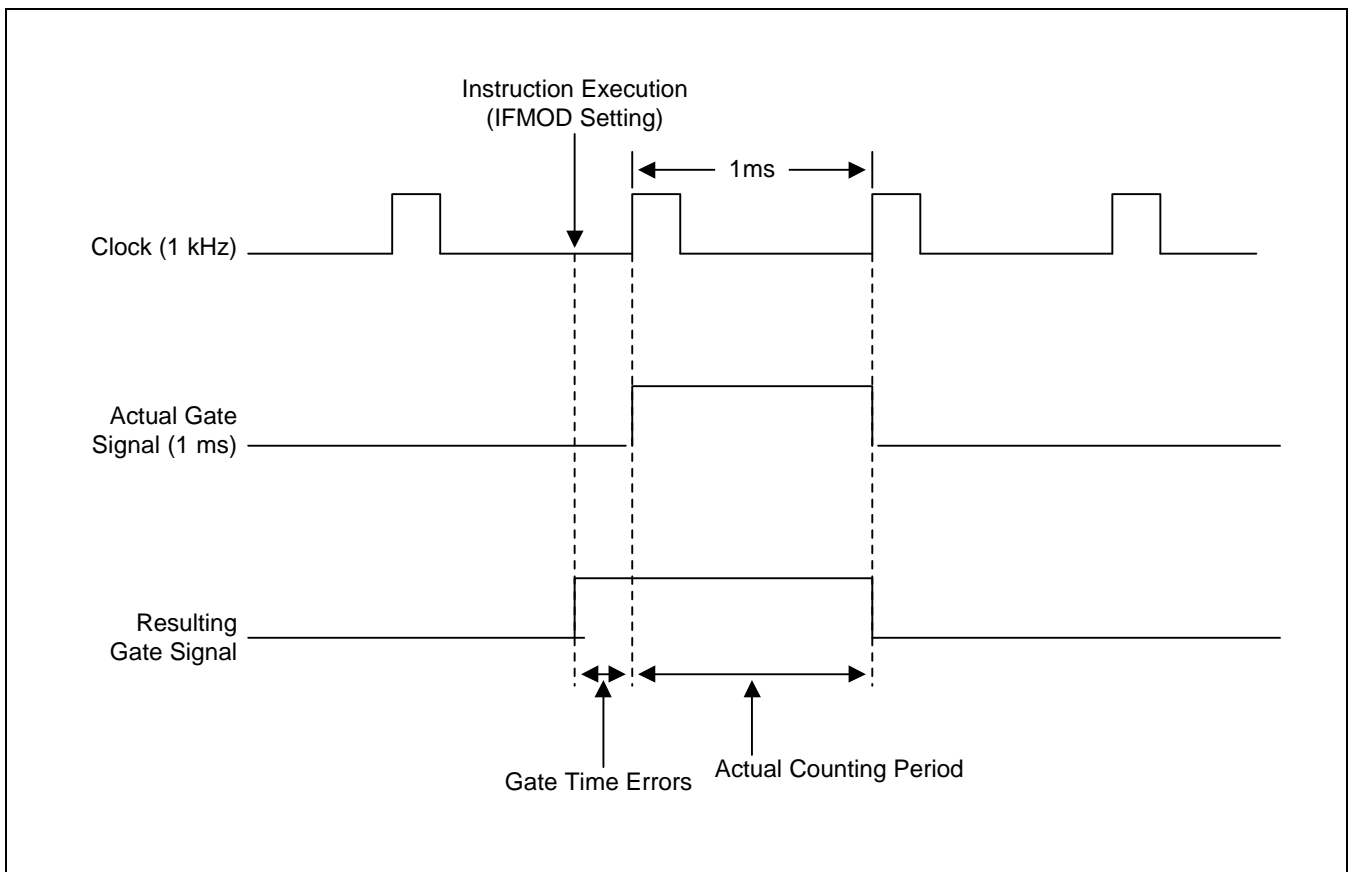 Instruction Execution
(IFMOD Setting)
1ms
Clock (1 kHz)
Actual Gate
Signal (1 ms)
Resulting
Gate Signal
Gate Time Errors
Actual Counting Period